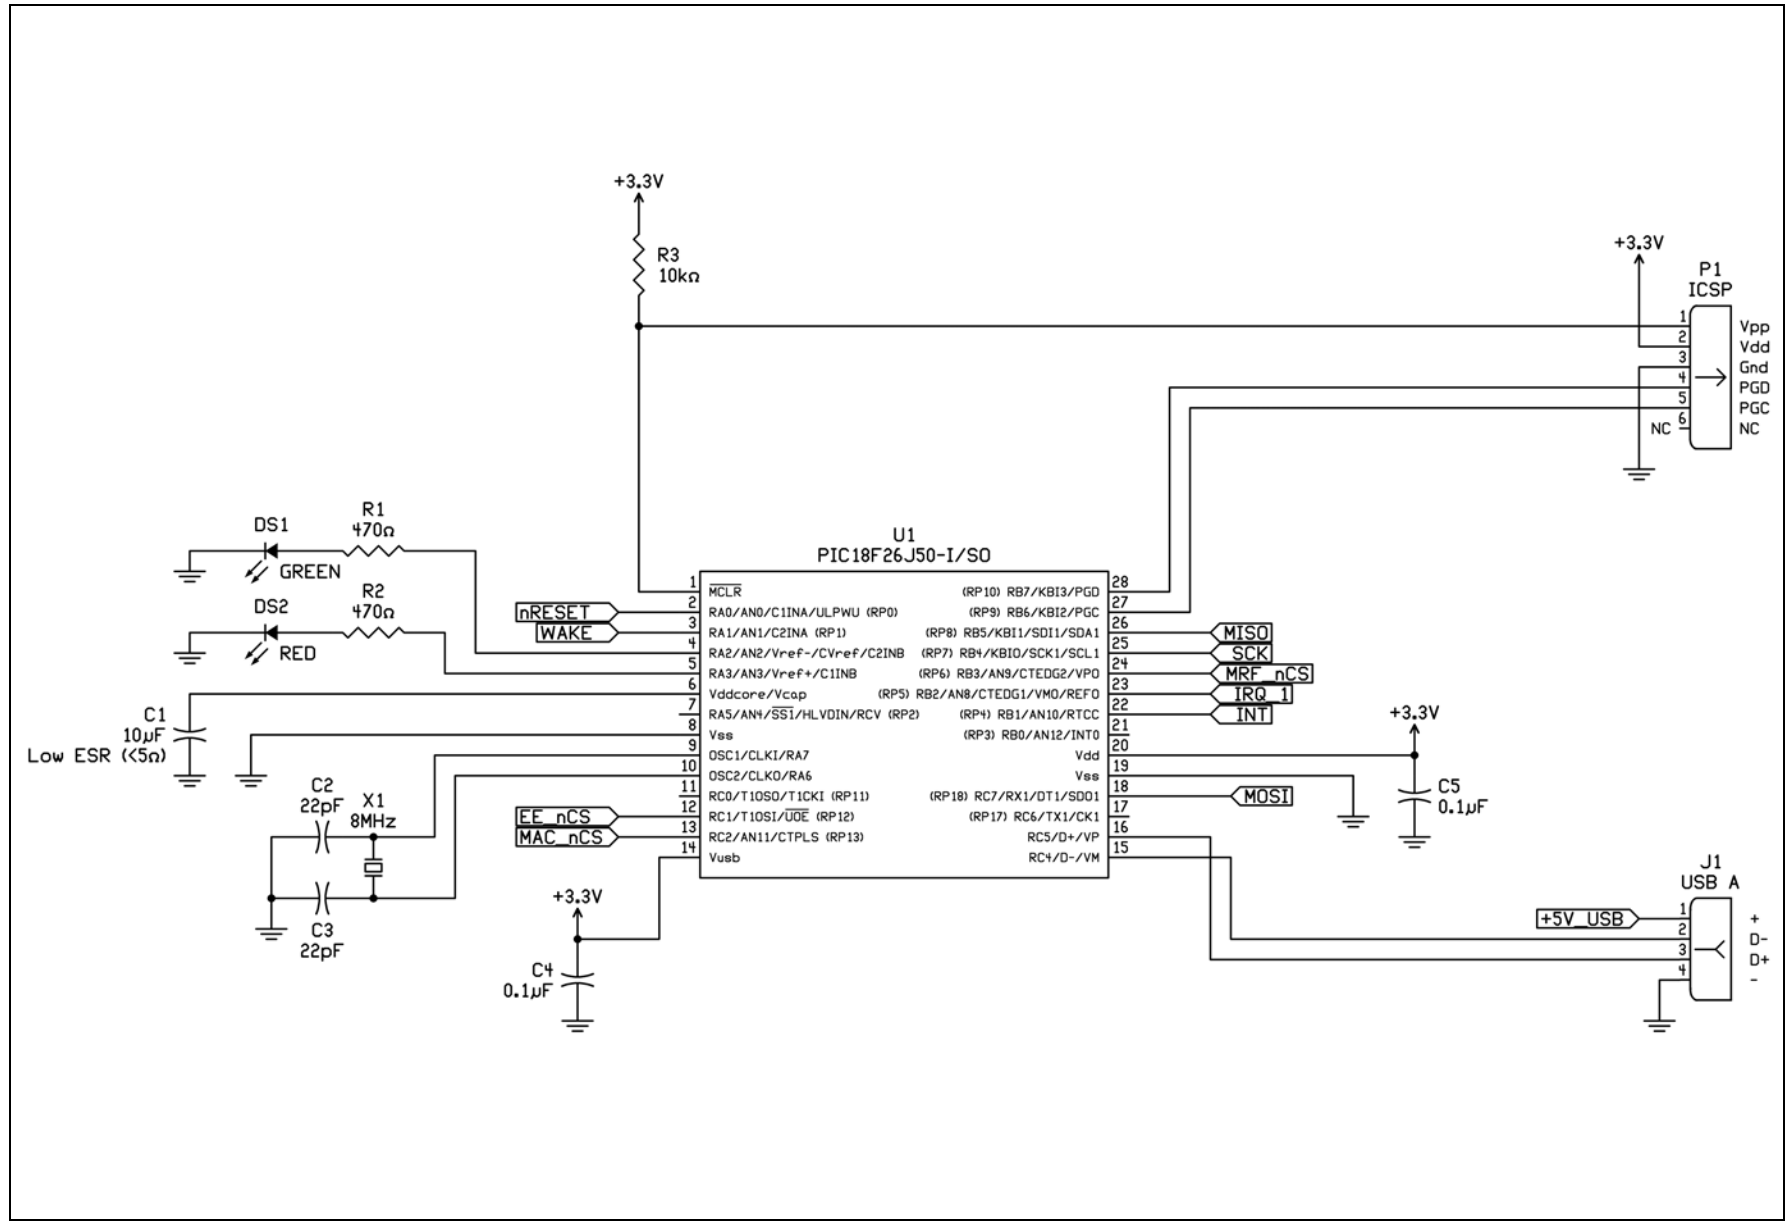 +3.3V
R3
10kΩ
+3.3V
P1
ICSP
1 Vpp
2 Vdd
3 Gnd
4 PGD
5 PGC
NC 6 NC
R1
470Ω
DS1
GREEN
R2
470Ω
DS2
RED
U1
PIC18F26J50-I/SO
1 MCLR
nRESET 2 RA0/AN0/C1INA/ULPWU (RP0)
WAKE 3 RA1/AN1/C2INA (RP1)
4 RA2/AN2/Vref-/CVref/C2INB
5 RA3/AN3/Vref+/C1INB
6 Vddcore/Vcap
7 RA5/AN4/SS1/HLVDIN/RCV (RP2)
8 Vss
9 OSC1/CLKI/RA7
10 OSC2/CLKO/RA6
11 RC0/T1OSO/T1CKI (RP11)
EE_nCS 12 RC1/T1OSI/UOE (RP12)
MAC_nCS 13 RC2/AN11/CTPLS (RP13)
14 Vusb
(RP10) RB7/KBI3/PGD 28
(RP9) RB6/KBI2/PGC 27
(RP8) RB5/KBI1/SDI1/SDA1 26 MISO
(RP7) RB4/KBI0/SCK1/SCL1 25 SCK
(RP6) RB3/AN9/CTEDG2/VPO 24 MRF_nCS
(RP5) RB2/AN8/CTEDG1/VMO/REFO 23 IRQ_1
(RP4) RB1/AN10/RTCC 22 INT
(RP3) RB0/AN12/INT0 21
Vdd 20
Vss 19
(RP18) RC7/RX1/DT1/SDO1 18 MOSI
(RP17) RC6/TX1/CK1 17
RC5/D+/VP 16
RC4/D-/VM 15
C1
10µF
Low ESR (<5Ω)
C2
22pF
X1
8MHz
C3
22pF
+3.3V
C4
0.1µF
+3.3V
C5
0.1µF
J1
USB A
+5V_USB 1 +
2 D-
3 D+
4 -